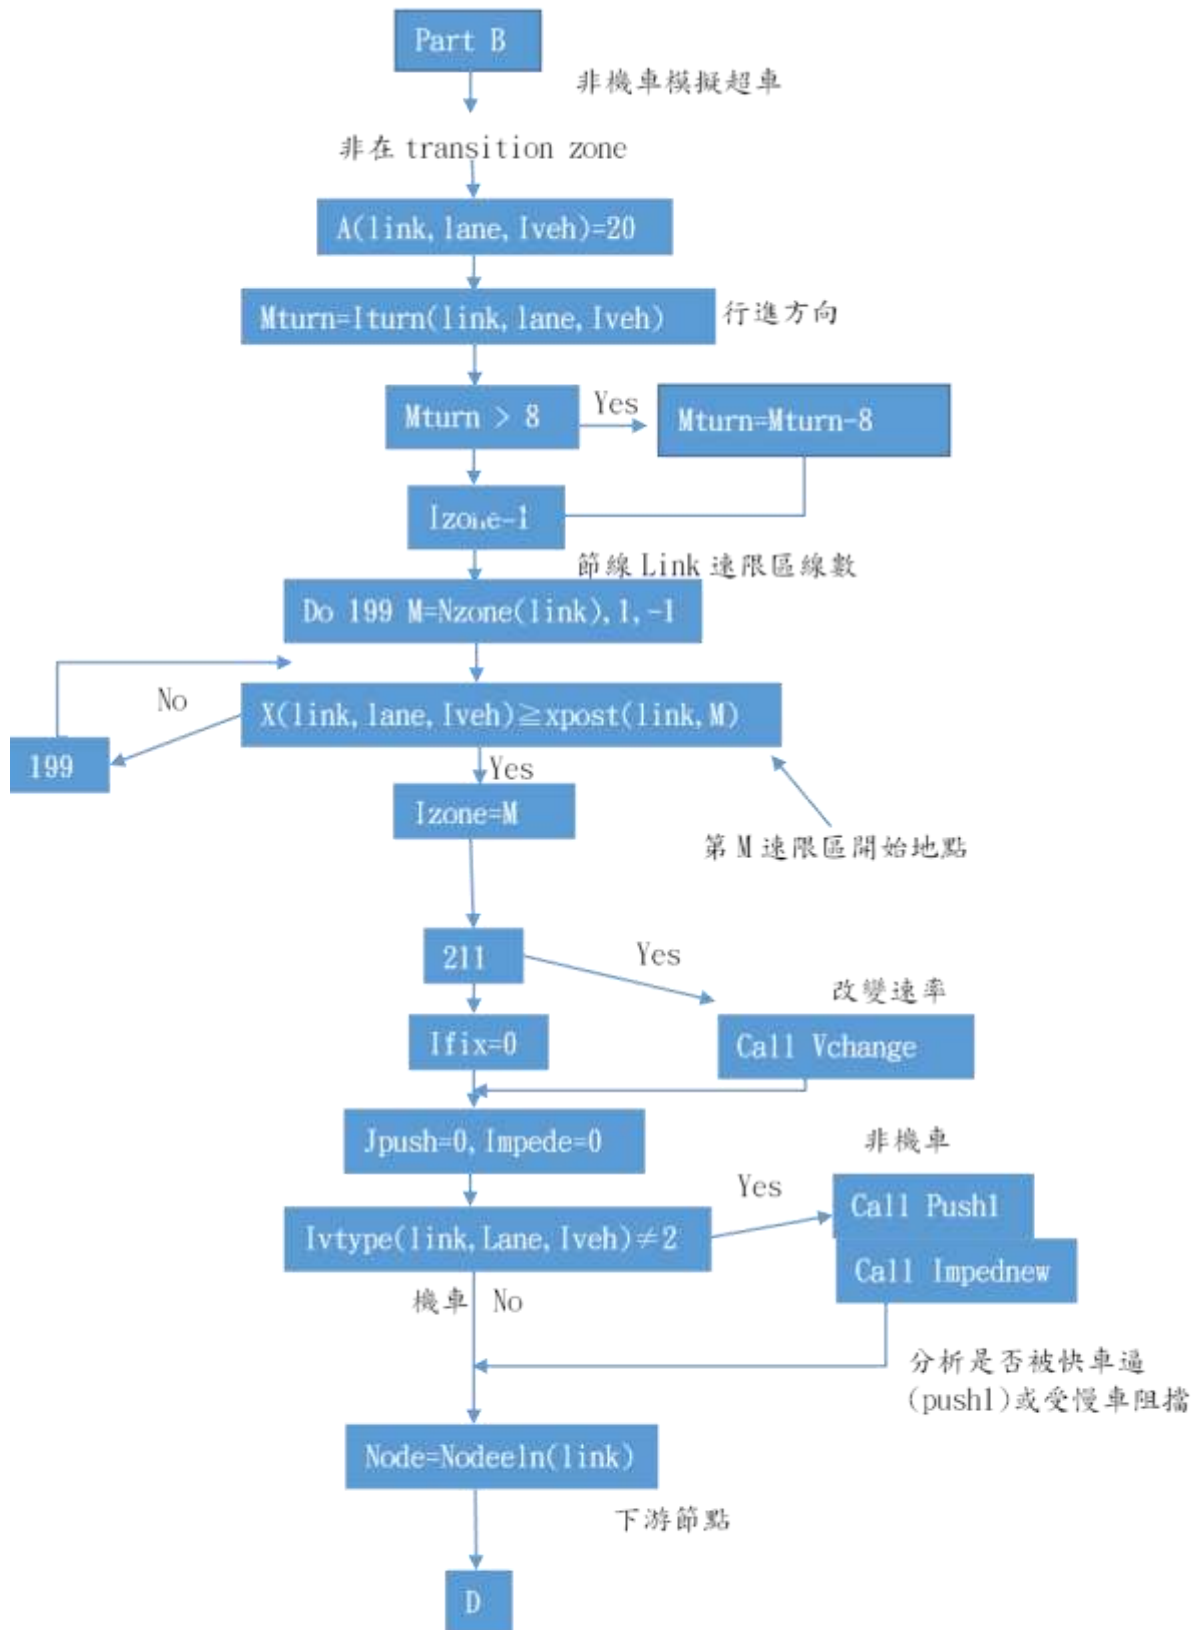 Part B
非機車模擬超車
非在 transition zone
A(link,lane,Iveh)=20
Mturn=Iturn(link,lane,Iveh)
行進方向
Mturn > 8
Yes
Mturn=Mturn-8
Izone-1
節線 Link 速限區線數
Do 199 M=Nzone(link),1,-1
No
X(link,lane,Iveh)≧xpost(link,M)
199
Yes
Izone=M
第 M 速限區開始地點
211
Yes
改變速率
Ifix=0
Call Vchange
Jpush=0,Impede=0
非機車
Yes
Call Push1
Ivtype(link,Lane,Iveh)≠2
Call Impednew
機車 No
分析是否被快車逼
(push1)或受慢車阻擋
Node=Nodeeln(link)
下游節點
D